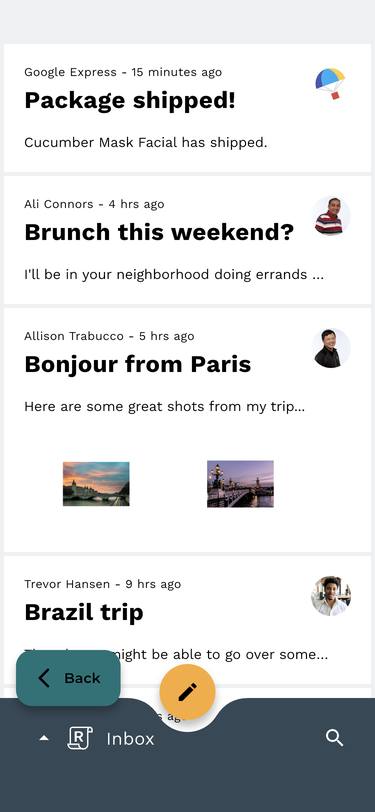 Google Express - 15 minutes ago
Package shipped!
Cucumber Mask Facial has shipped.
Ali Connors - 4 hrs ago
Brunch this weekend?
I'll be in your neighborhood doing errands ...
Allison Trabucco - 5 hrs ago
Bonjour from Paris
Here are some great shots from my trip...
Trevor Hansen - 9 hrs ago
Brazil trip
might be able to go over some...
Back
Inbox